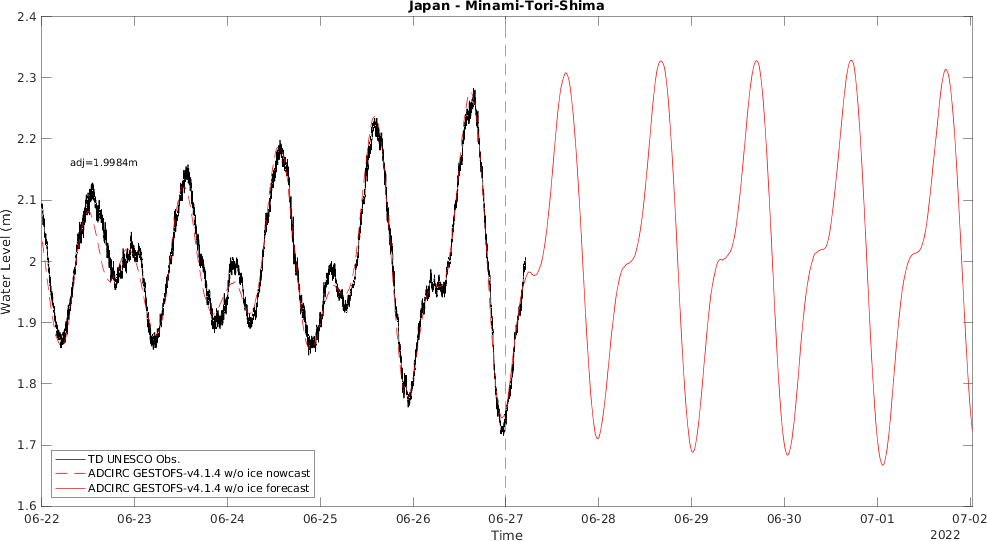 Japan - Minami-Tori-Shima
2.4
2.3
2.2
2.1
2
1.9
1.8
1.7
1.6
Water Level (m)
adj=1.9984m
TD UNESCO Obs.
ADCIRC GESTOFS-v4.1.4 w/o ice nowcast
ADCIRC GESTOFS-v4.1.4 w/o ice forecast
06-22 06-23 06-24 06-25 06-26 06-27 06-28 06-29 06-30 07-01 07-02
Time
2022